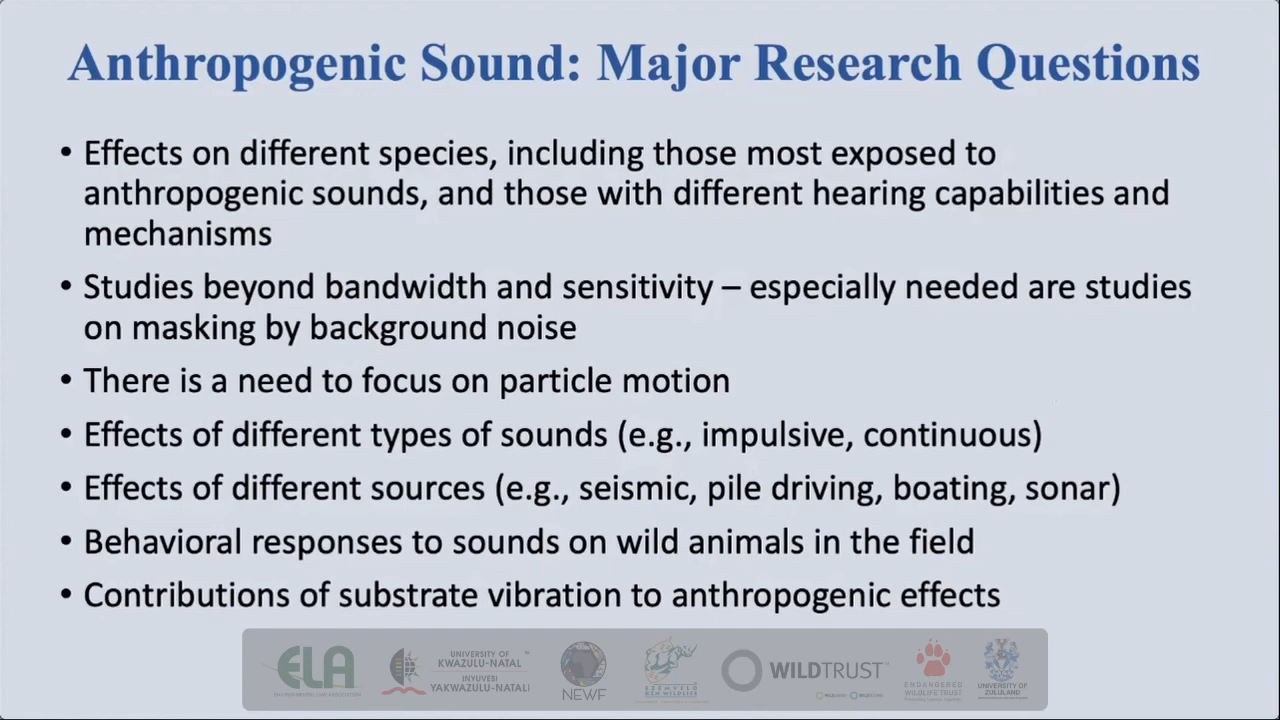 Anthropogenic Sound: Major Research Questions
• Effects on different species, including those most exposed to
anthropogenic sounds, and those with different hearing capabilities and
mechanisms
• Studies beyond bandwidth and sensitivity – especially needed are studies
on masking by background noise
• There is a need to focus on particle motion
• Effects of different types of sounds (e.g., impulsive, continuous)
• Effects of different sources (e.g., seismic, pile driving, boating, sonar)
• Behavioral responses to sounds on wild animals in the field
• Contributions of substrate vibration to anthropogenic effects
ELA
UNIVERSITY OF
KWAZULU-NATAL
INYUVESI
YAKWAZULU-NATALI
NEWF
WILDTRUST
ENDANGERED
WILDLIFE TRUST
UNIVERSITY OF
ZULULAND